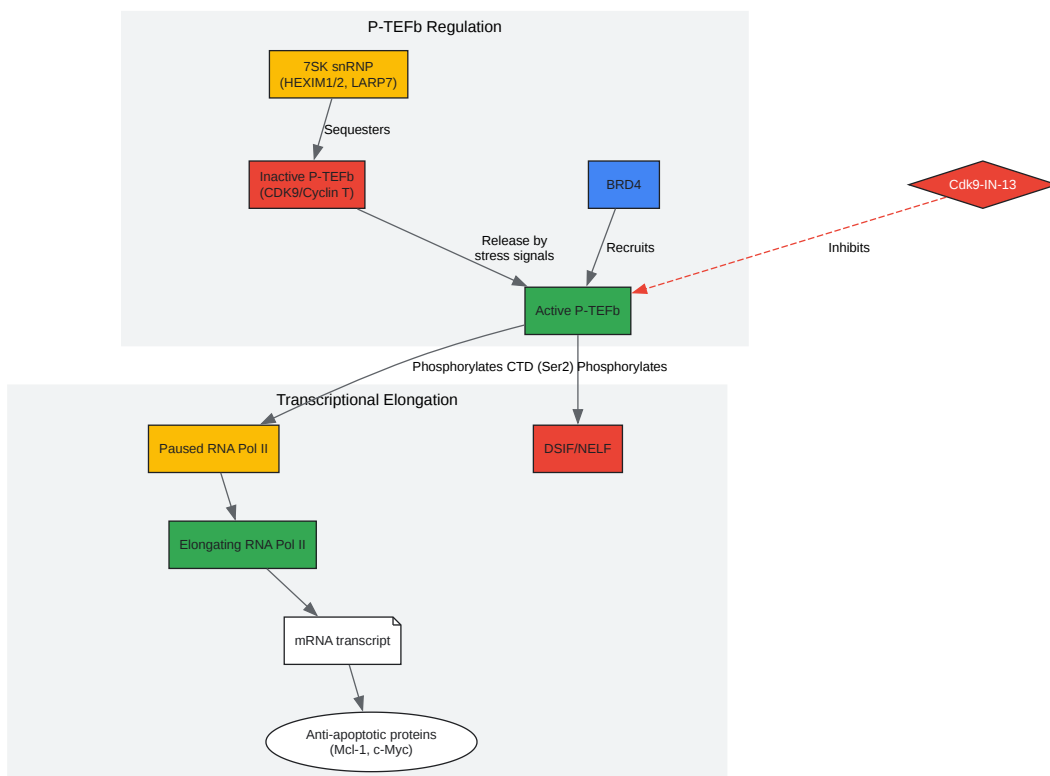 P-TEFb Regulation
7SK snRNP
(HEXIM1/2, LARP7)
Sequesters
Inactive P-TEFb
(CDK9/Cyclin T)
BRD4
Cdk9-IN-13
Release by
stress signals
Recruits
Inhibits
Active P-TEFb
Phosphorylates CTD (Ser2)
Phosphorylates
Transcriptional Elongation
Paused RNA Pol II
DSIF/NELF
Elongating RNA Pol II
mRNA transcript
Anti-apoptotic proteins
(Mcl-1, c-Myc)